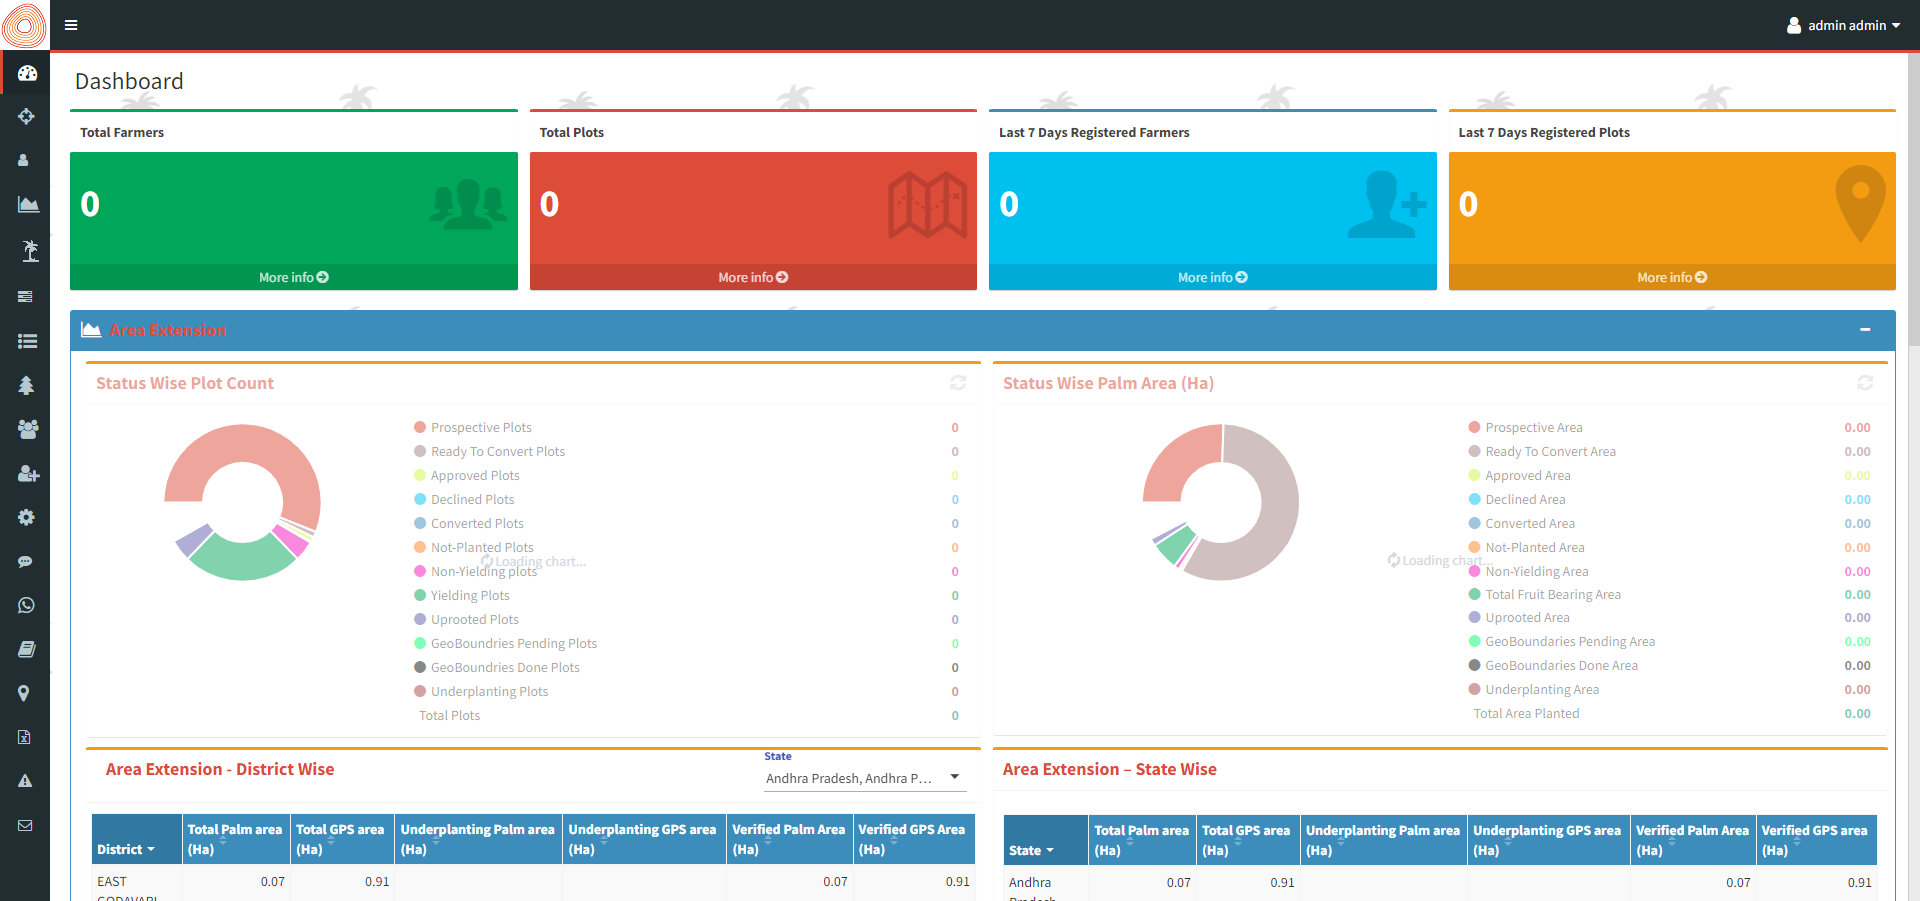 admin admin
Dashboard
Total Farmers
0
More info
Total Plots
0
More info
Last 7 Days Registered Farmers
0
More info
Last 7 Days Registered Plots
0
More info
Area Extension
Status Wise Plot Count
Prospective Plots 0
Ready To Convert Plots 0
Approved Plots 0
Declined Plots 0
Converted Plots 0
Not-Planted Plots 0
Loading chart...
Non-Yielding plots 0
Yielding Plots 0
Uprooted Plots 0
GeoBoundries Pending Plots 0
GeoBoundries Done Plots 0
Underplanting Plots 0
Total Plots 0
Status Wise Palm Area (Ha)
Prospective Area 0.00
Ready To Convert Area 0.00
Approved Area 0.00
Declined Area 0.00
Converted Area 0.00
Not-Planted Area 0.00
Loading chart...
Non-Yielding Area 0.00
Total Fruit Bearing Area 0.00
Uprooted Area 0.00
GeoBoundaries Pending Area 0.00
GeoBoundaries Done Area 0.00
Underplanting Area 0.00
Total Area Planted 0.00
Area Extension - District Wise
State
Andhra Pradesh, Andhra P...
District Total Palm area (Ha) Total GPS area (Ha) Underplanting Palm area (Ha) Underplanting GPS area (Ha) Verified Palm Area (Ha) Verified GPS Area (Ha)
EAST GODAVARI 0.07 0.91 0.07 0.91
Area Extension – State Wise
State Total Palm area (Ha) Total GPS area (Ha) Underplanting Palm area (Ha) Underplanting GPS area (Ha) Verified Palm Area (Ha) Verified GPS area (Ha)
Andhra Pradesh 0.07 0.91 0.07 0.91